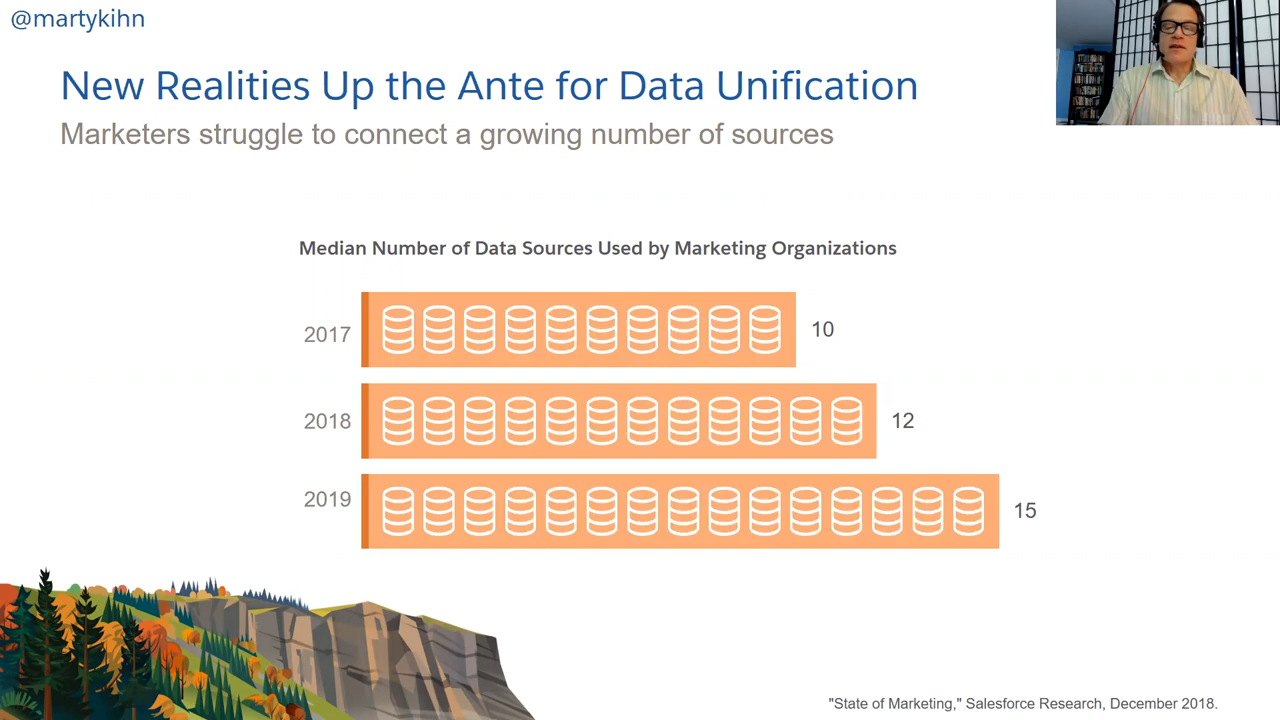 @martykihn
New Realities Up the Ante for Data Unification
Marketers struggle to connect a growing number of sources
Median Number of Data Sources Used by Marketing Organizations
2017 10
2018 12
2019 15
"State of Marketing," Salesforce Research, December 2018.